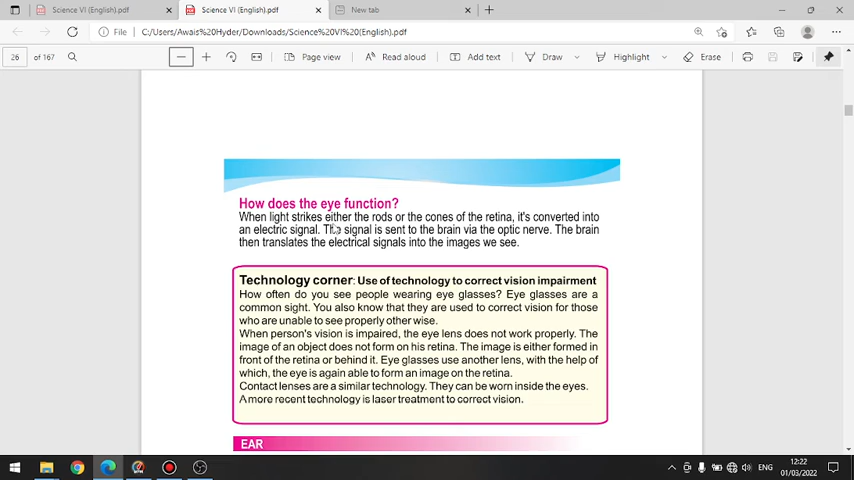 Science VI (English).pdf
Science VI (English).pdf
New tab
File C:/Users/Awais%20Hyder/Downloads/Science%20VI%20(English).pdf
26 of 167 Page view Read aloud Add text Draw Highlight Erase
How does the eye function?
When light strikes either the rods or the cones of the retina, it's converted into
an electric signal. The signal is sent to the brain via the optic nerve. The brain
then translates the electrical signals into the images we see.
Technology corner: Use of technology to correct vision impairment
How often do you see people wearing eye glasses? Eye glasses are a
common sight. You also know that they are used to correct vision for those
who are unable to see properly other wise.
When person's vision is impaired, the eye lens does not work properly. The
image of an object does not form on his retina. The image is either formed in
front of the retina or behind it. Eye glasses use another lens, with the help of
which, the eye is again able to form an image on the retina.
Contact lenses are a similar technology. They can be worn inside the eyes.
A more recent technology is laser treatment to correct vision.
EAR
ENG
12:22
01/03/2022